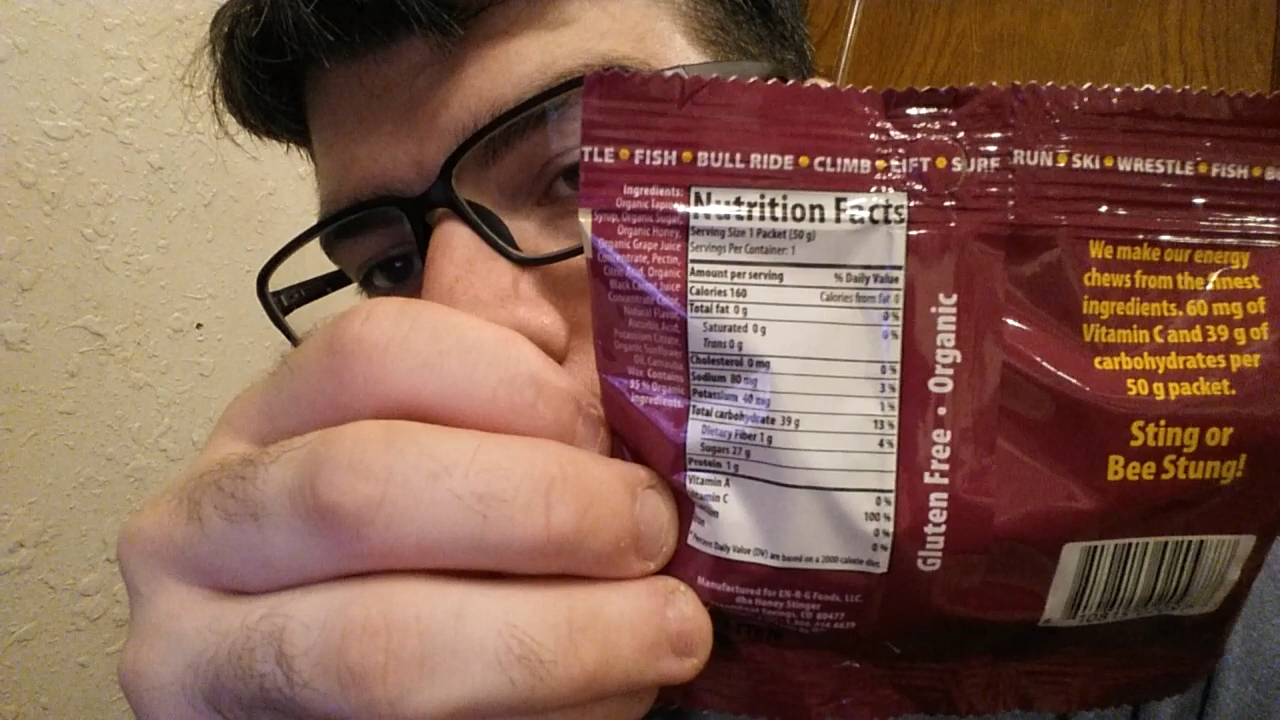 TLE • FISH • BULL RIDE • CLIMB • LIFT • SURF RUN • SKI • WRESTLE • FISH • B
Ingredients:
Organic Tapioca
Syrup, Organic Sugar,
Organic Honey,
Organic Grape Juice
Concentrate, Pectin,
Citric Acid, Organic
Black Carrot Juice
Concentrate Color,
Natural Flavor,
Ascorbic Acid,
Potassium Citrate,
Organic Sunflower
Oil, Carnauba
Wax. Contains
95% Organic
Ingredients.
Nutrition Facts
Serving Size 1 Packet (50 g)
Servings Per Container: 1
Amount per serving % Daily Value
Calories 160 Calories from fat 0
Total fat 0 g 0 %
Saturated 0 g 0 %
Trans 0 g
Cholesterol 0 mg 0 %
Sodium 80 mg 3 %
Potassium 40 mg 1 %
Total carbohydrate 39 g 13 %
Dietary Fiber 1 g 4 %
Sugars 27 g
Protein 1 g
Vitamin A 0 %
Vitamin C 100 %
0 %
0 %
* Percent Daily Value (DV) are based on a 2000 calorie diet.
Manufactured for EN-R-G Foods, LLC.
dba Honey Stinger
Springs, CO 80477
Gluten Free • Organic
We make our energy
chews from the finest
ingredients. 60 mg of
Vitamin C and 39 g of
carbohydrates per
50 g packet.
Sting or
Bee Stung!